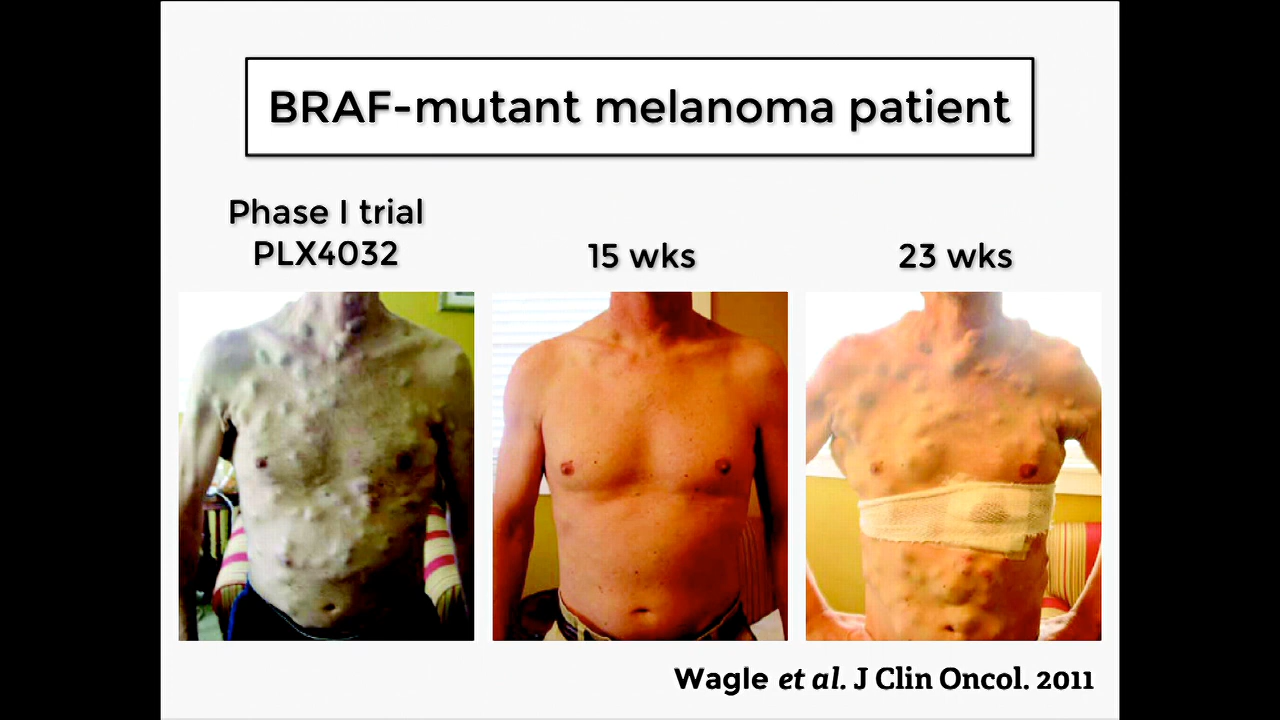 BRAF-mutant melanoma patient
Phase I trial
PLX4032
15 wks
23 wks
Wagle et al. J Clin Oncol. 2011